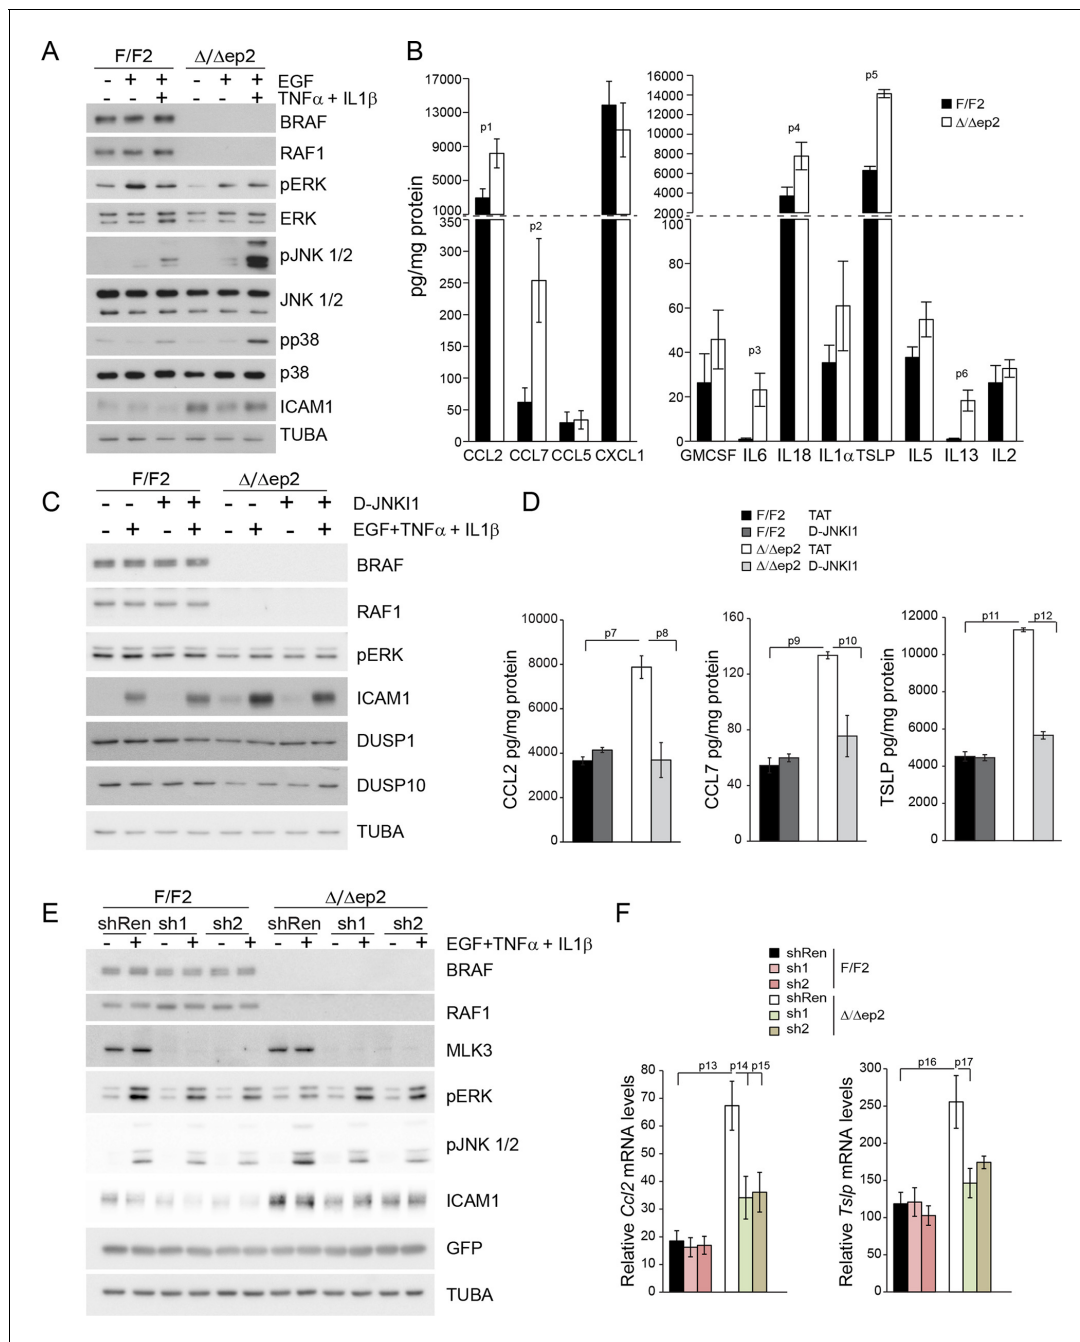 A
F/F2 Δ/Δep2
- + + - + + EGF
- - + - - + TNFα + IL1β
BRAF
RAF1
pERK
ERK
pJNK 1/2
JNK 1/2
pp38
p38
ICAM1
TUBA
B
pg/mg protein
17000
13000
9000
5000
1000
350
300
250
200
150
100
50
0
p1
p2
CCL2 CCL7 CCL5 CXCL1
16000
14000
12000
10000
8000
6000
4000
2000
100
80
60
40
20
0
p3
p4
p5
p6
F/F2
Δ/Δep2
GMCSF IL6 IL18 IL1α TSLP IL5 IL13 IL2
C
F/F2 Δ/Δep2
- - + + - - + + D-JNKI1
- + - + - + - + EGF+TNFα + IL1β
BRAF
RAF1
pERK
ICAM1
DUSP1
DUSP10
TUBA
D
F/F2 TAT
F/F2 D-JNKI1
Δ/Δep2 TAT
Δ/Δep2 D-JNKI1
CCL2 pg/mg protein
10000
8000
6000
4000
2000
0
p7 p8
CCL7 pg/mg protein
160
120
80
40
0
p9 p10
TSLP pg/mg protein
12000
10000
8000
6000
4000
2000
0
p11 p12
E
F/F2 Δ/Δep2
shRen sh1 sh2 shRen sh1 sh2
- + - + - + - + - + - + EGF+TNFα + IL1β
BRAF
RAF1
MLK3
pERK
pJNK 1/2
ICAM1
GFP
TUBA
F
shRen
sh1 F/F2
sh2
shRen
sh1 Δ/Δep2
sh2
Relative Ccl2 mRNA levels
80
70
60
50
40
30
20
10
0
p13 p14 p15
Relative Tslp mRNA levels
300
250
200
150
100
50
0
p16 p17